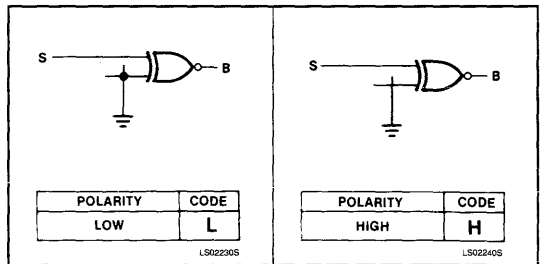 S B
S B
POLARITY CODE
LOW L
POLARITY CODE
HIGH H
LS02230S
LS02240S